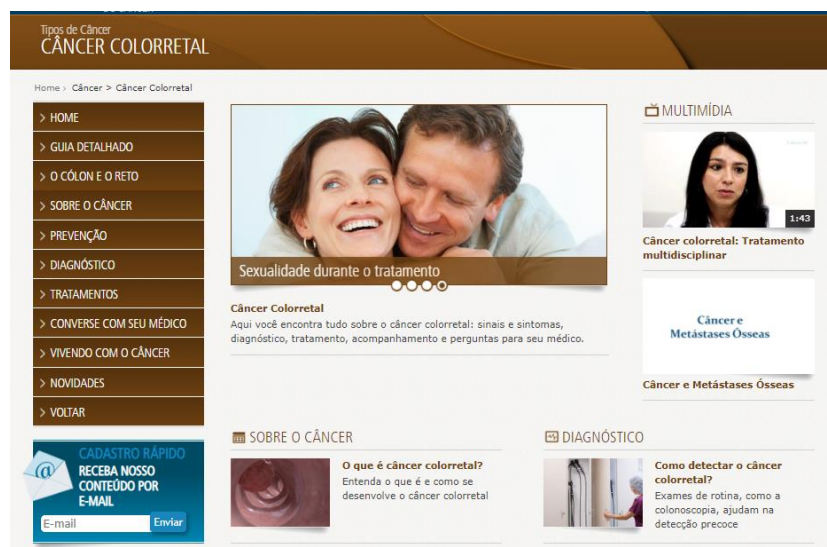 Tipos de Câncer
CÂNCER COLORRETAL
Home > Câncer > Câncer Colorretal
> HOME
> GUIA DETALHADO
> O CÓLON E O RETO
> SOBRE O CÂNCER
> PREVENÇÃO
> DIAGNÓSTICO
> TRATAMENTOS
> CONVERSE COM SEU MÉDICO
> VIVENDO COM O CÂNCER
> NOVIDADES
> VOLTAR
CADASTRO RÁPIDO
RECEBA NOSSO
CONTEÚDO POR
E-MAIL
E-mail Enviar
Sexualidade durante o tratamento
Câncer Colorretal
Aqui você encontra tudo sobre o câncer colorretal: sinais e sintomas,
diagnóstico, tratamento, acompanhamento e perguntas para seu médico.
MULTIMÍDIA
1:43
Câncer colorretal: Tratamento
multidisciplinar
Câncer e
Metástases Ósseas
Câncer e Metástases Ósseas
SOBRE O CÂNCER
O que é câncer colorretal?
Entenda o que é e como se
desenvolve o câncer colorretal
DIAGNÓSTICO
Como detectar o câncer
colorretal?
Exames de rotina, como a
colonoscopia, ajudam na
detecção precoce